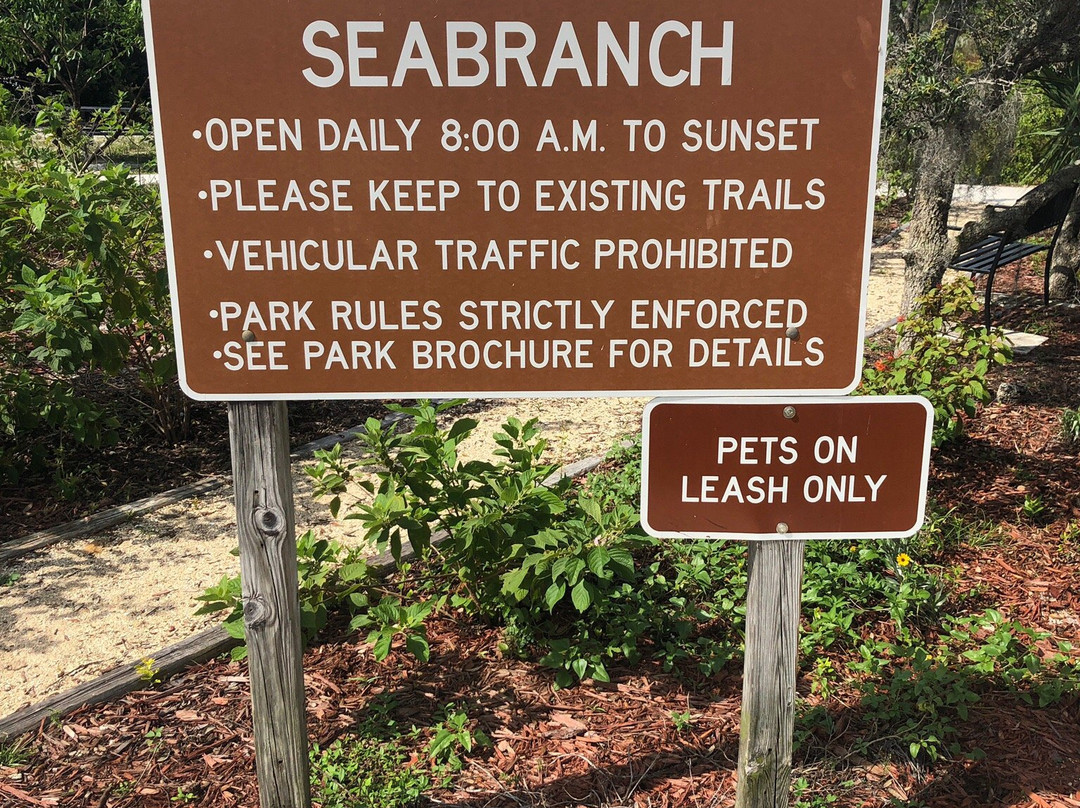 SEABRANCH
•OPEN DAILY 8:00 A.M. TO SUNSET
•PLEASE KEEP TO EXISTING TRAILS
•VEHICULAR TRAFFIC PROHIBITED
•PARK RULES STRICTLY ENFORCED
•SEE PARK BROCHURE FOR DETAILS
PETS ON
LEASH ONLY